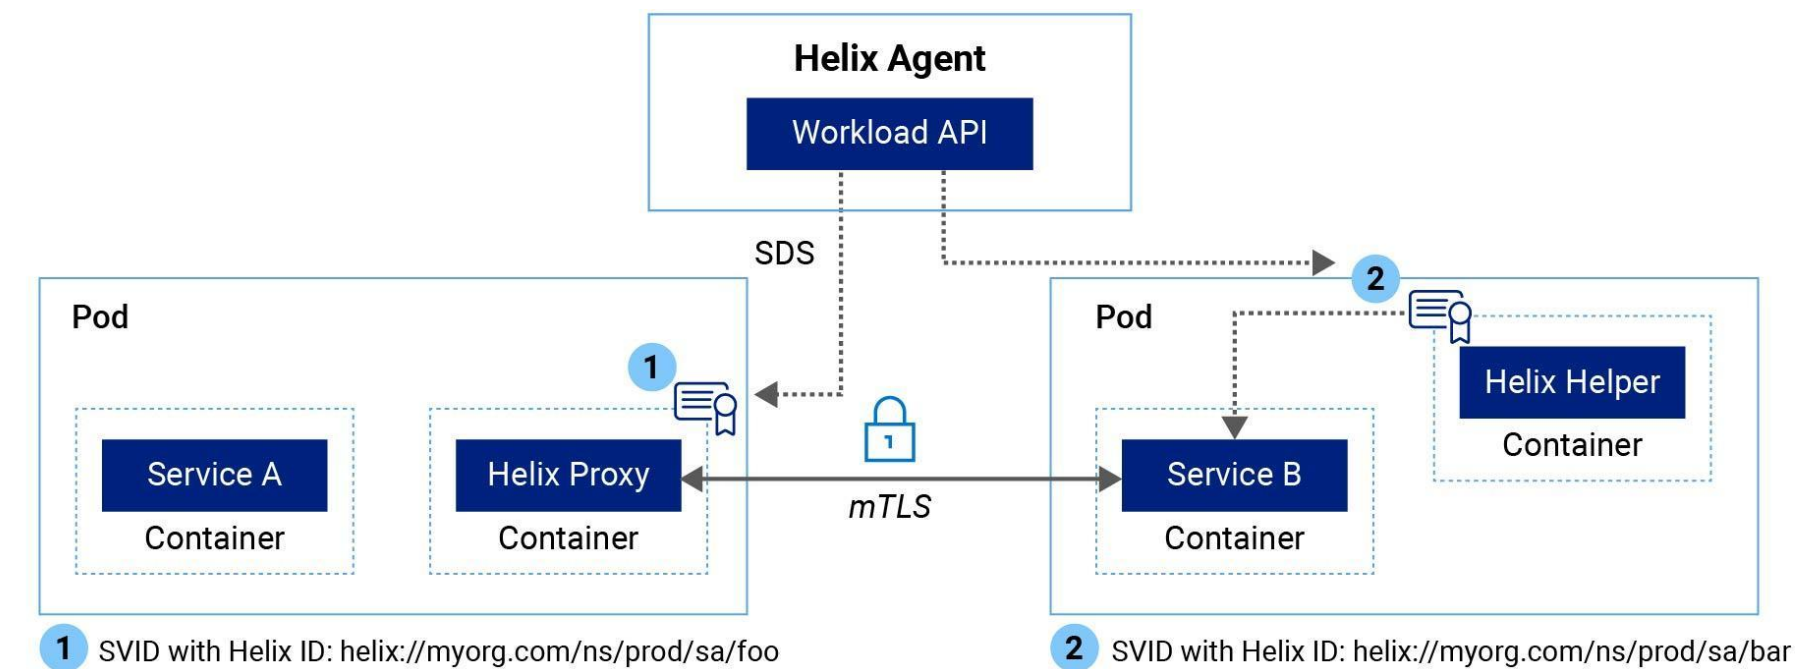 Helix Agent
Workload API
SDS
Pod
1
Service A
Container
Helix Proxy
Container
1
mTLS
Pod
2
Helix Helper
Container
Service B
Container
1 SVID with Helix ID: helix://myorg.com/ns/prod/sa/foo
2 SVID with Helix ID: helix://myorg.com/ns/prod/sa/bar